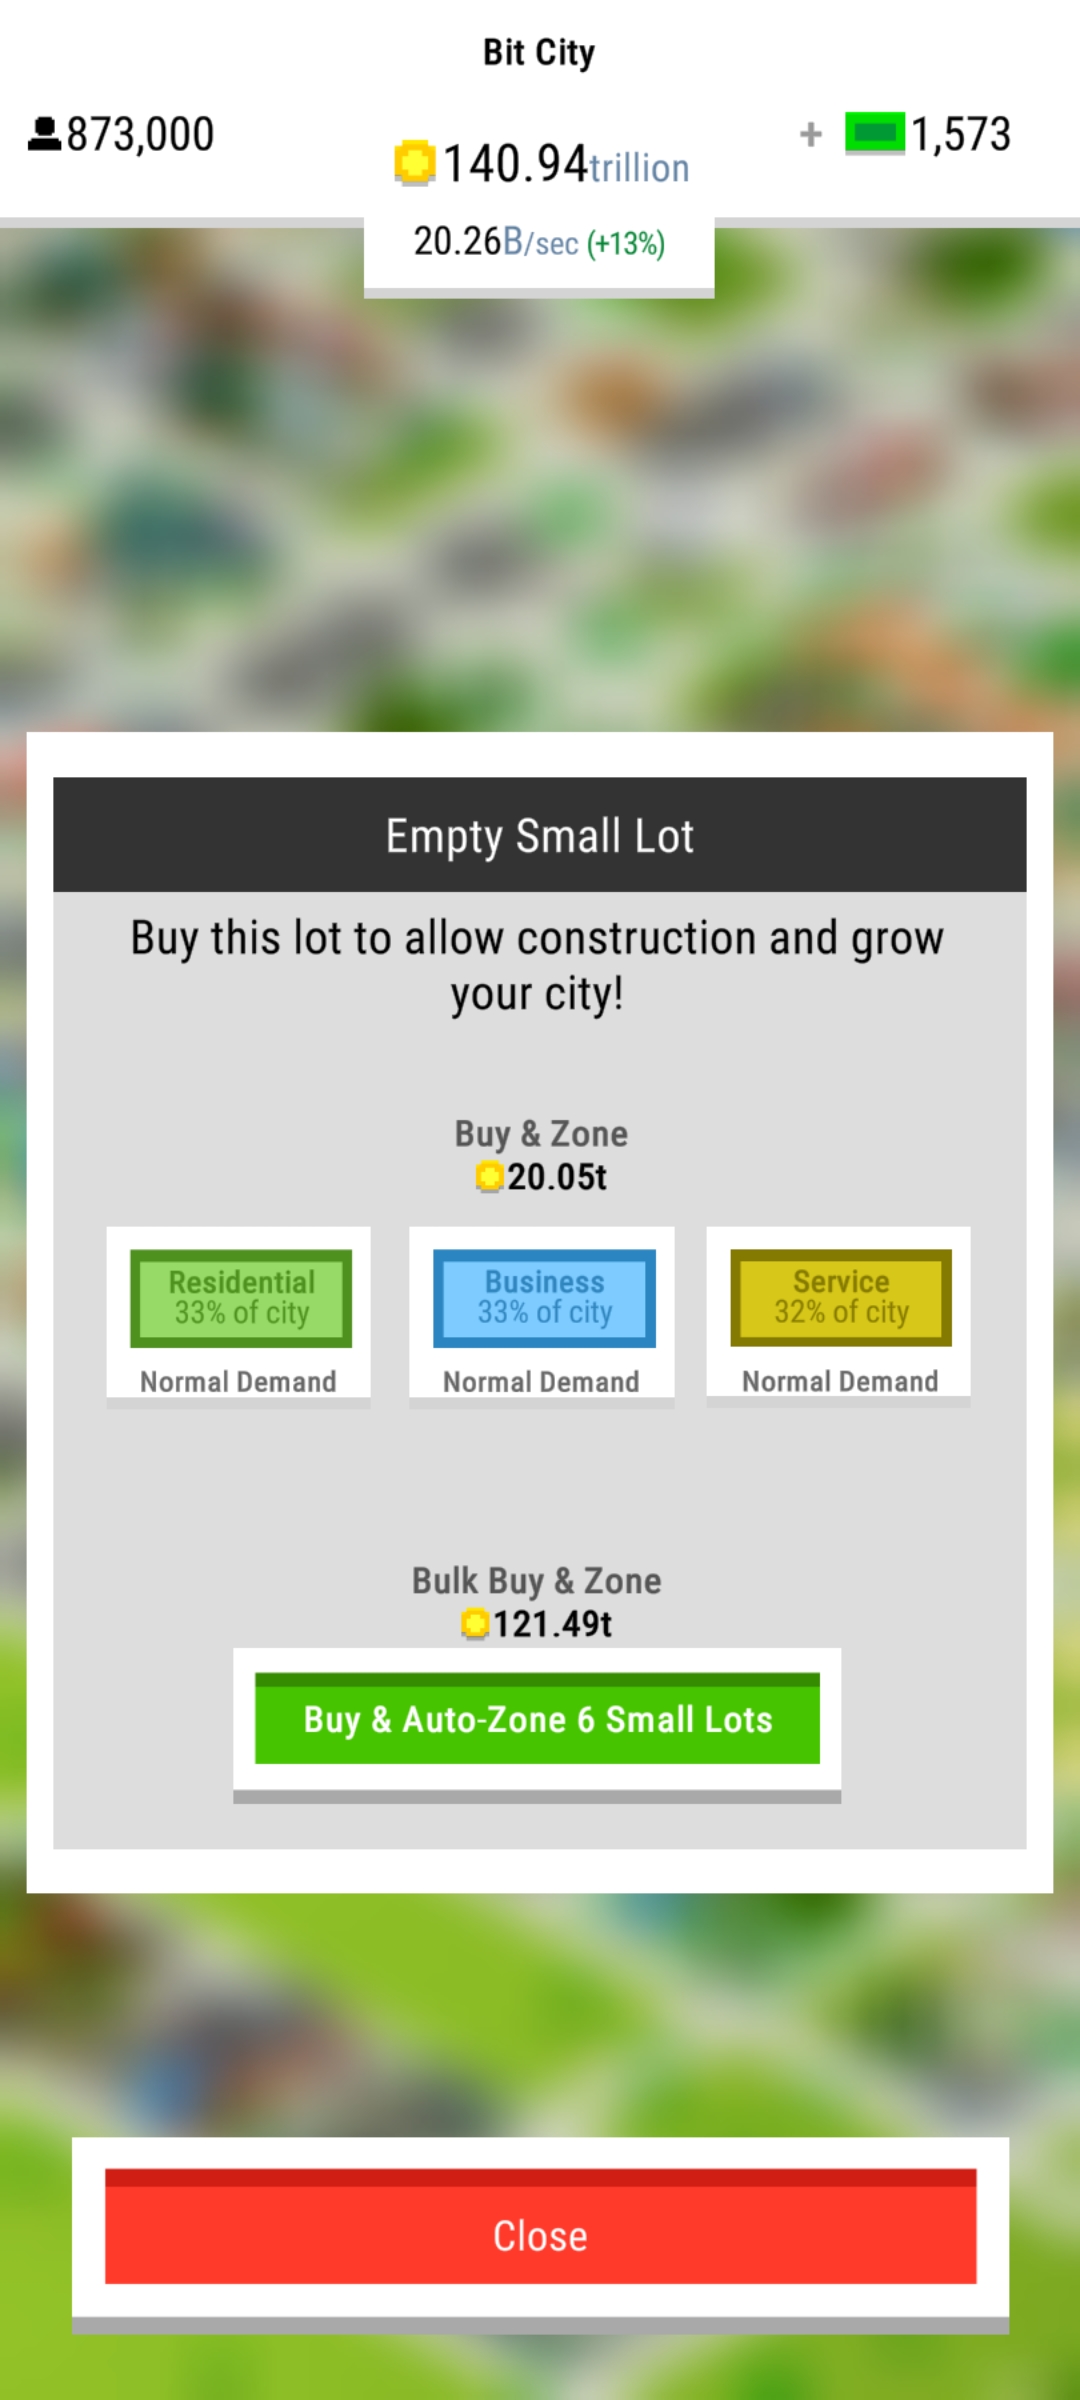 Bit City
873,000
140.94trillion
+ 1,573
20.26B/sec (+13%)
Empty Small Lot
Buy this lot to allow construction and grow
your city!
Buy & Zone
20.05t
Residential
33% of city
Normal Demand
Business
33% of city
Normal Demand
Service
32% of city
Normal Demand
Bulk Buy & Zone
121.49t
Buy & Auto-Zone 6 Small Lots
Close